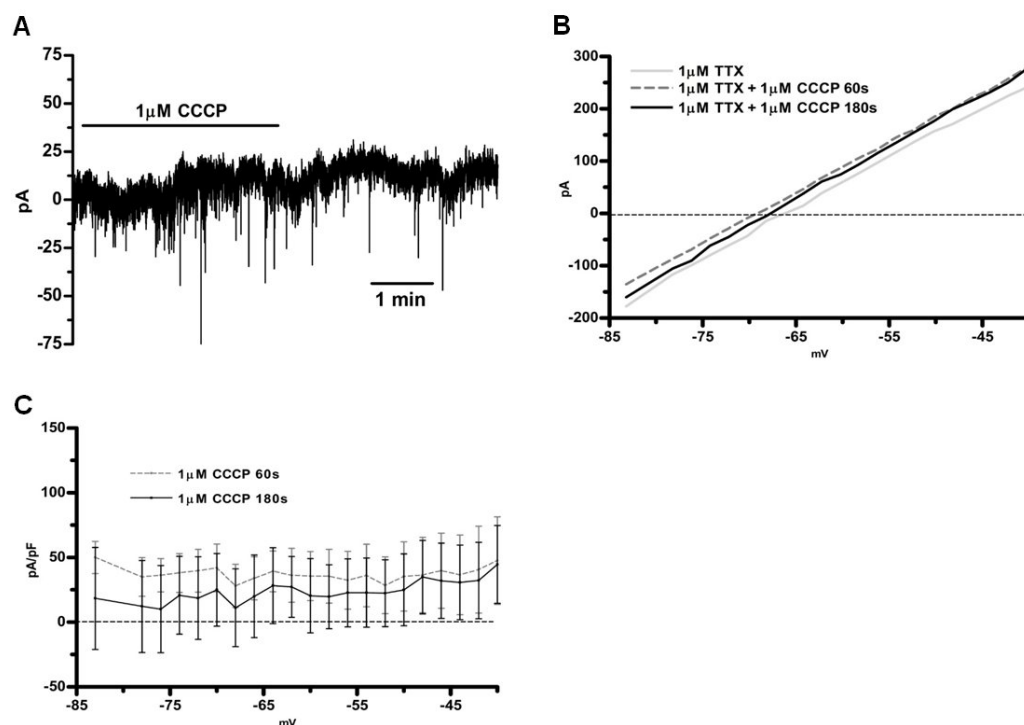 A
75
50
25
0
-25
-50
-75
pA
1μM CCCP
1 min
B
300
200
100
0
-100
-200
pA
1μM TTX
1μM TTX + 1μM CCCP 60s
1μM TTX + 1μM CCCP 180s
-85 -75 -65 -55 -45
mV
C
150
100
50
0
-50
pA/pF
1μM CCCP 60s
1μM CCCP 180s
-85 -75 -65 -55 -45
mV